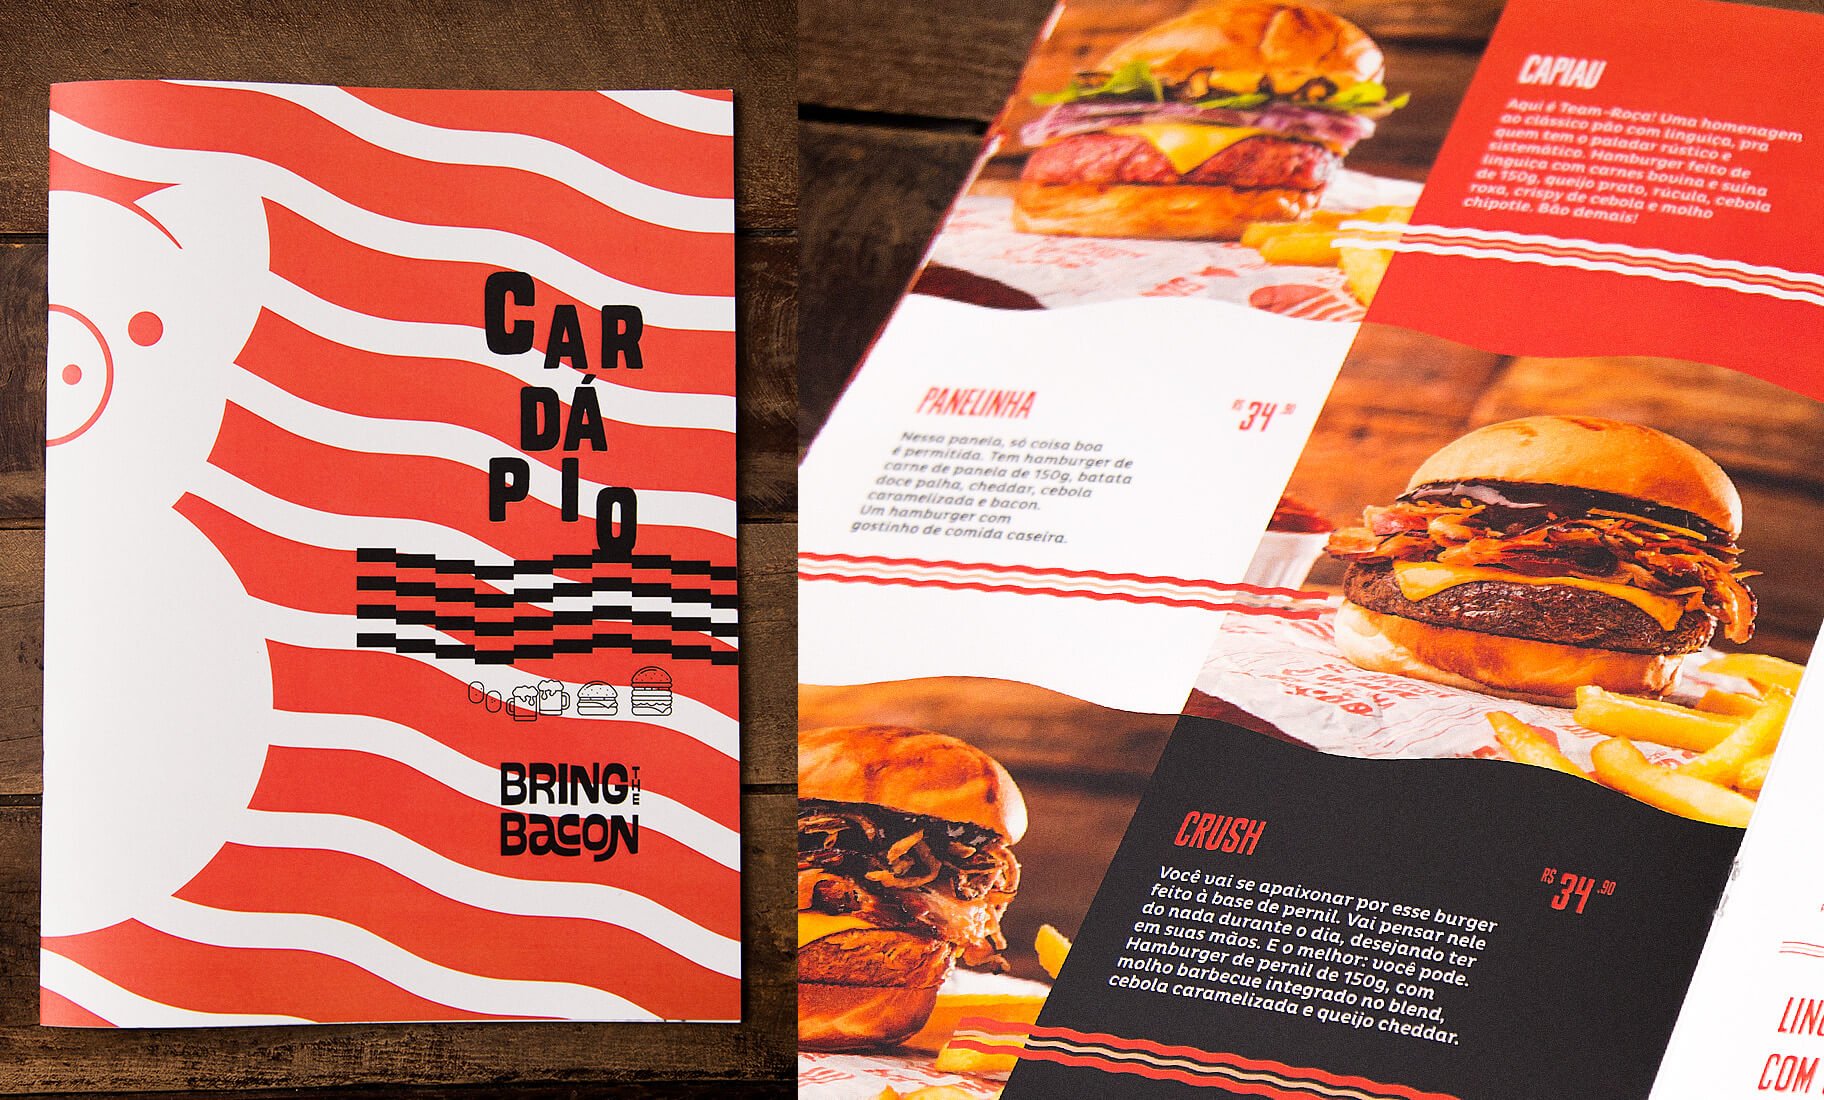 CAR
DÁ
PIO
BRING THE
BACON
CAPIAU
Aqui é Team-Roça! Uma homenagem
ao clássico pão com linguiça, pra
quem tem o paladar rústico e
sistemático. Hamburger feito de
linguiça com carnes bovina e suína
de 150g, queijo prato, rúcula, cebola
roxa, crispy de cebola e molho
chipotle. Bão demais!
PANELINHA
R$ 34,90
Nessa panela, só coisa boa
é permitida. Tem hamburger de
carne de panela de 150g, batata
doce palha, cheddar, cebola
caramelizada e bacon.
Um hamburger com
gostinho de comida caseira.
CRUSH
R$ 34,90
Você vai se apaixonar por esse burger
feito à base de pernil. Vai pensar nele
do nada durante o dia, desejando ter
em suas mãos. E o melhor: você pode.
Hamburger de pernil de 150g, com
molho barbecue integrado no blend,
cebola caramelizada e queijo cheddar.
COM